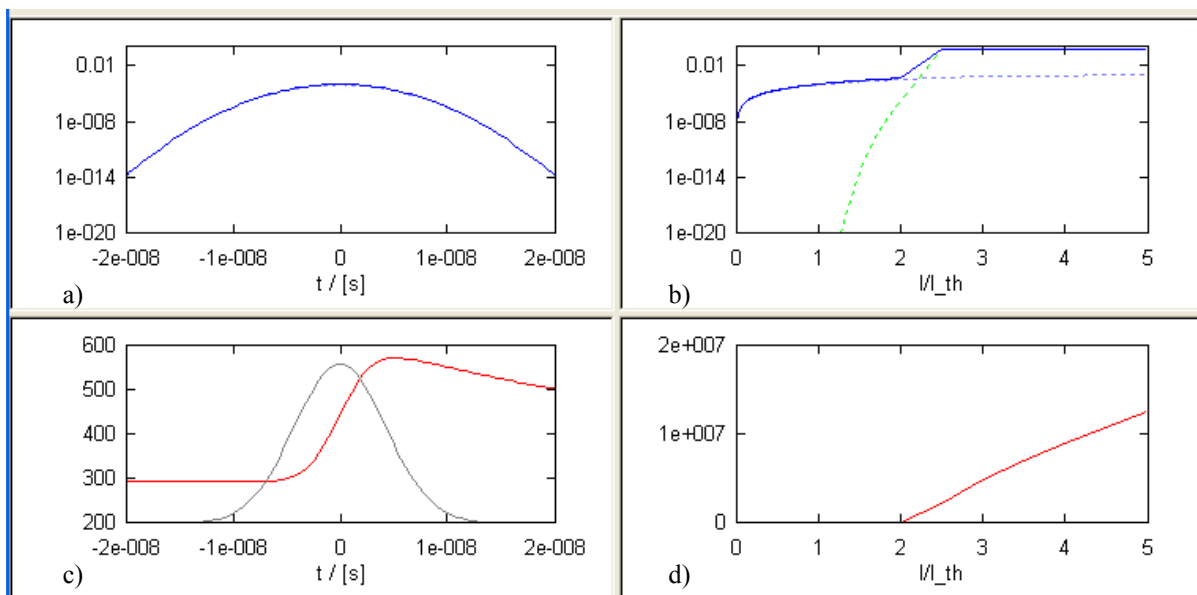 0.01
1e-008
1e-014
1e-020
-2e-008 -1e-008 0 1e-008 2e-008
t / [s]
a)
0.01
1e-008
1e-014
1e-020
0 1 2 3 4 5
I/I_th
b)
600
500
400
300
200
-2e-008 -1e-008 0 1e-008 2e-008
t / [s]
c)
2e+007
1e+007
0
0 1 2 3 4 5
I/I_th
d)